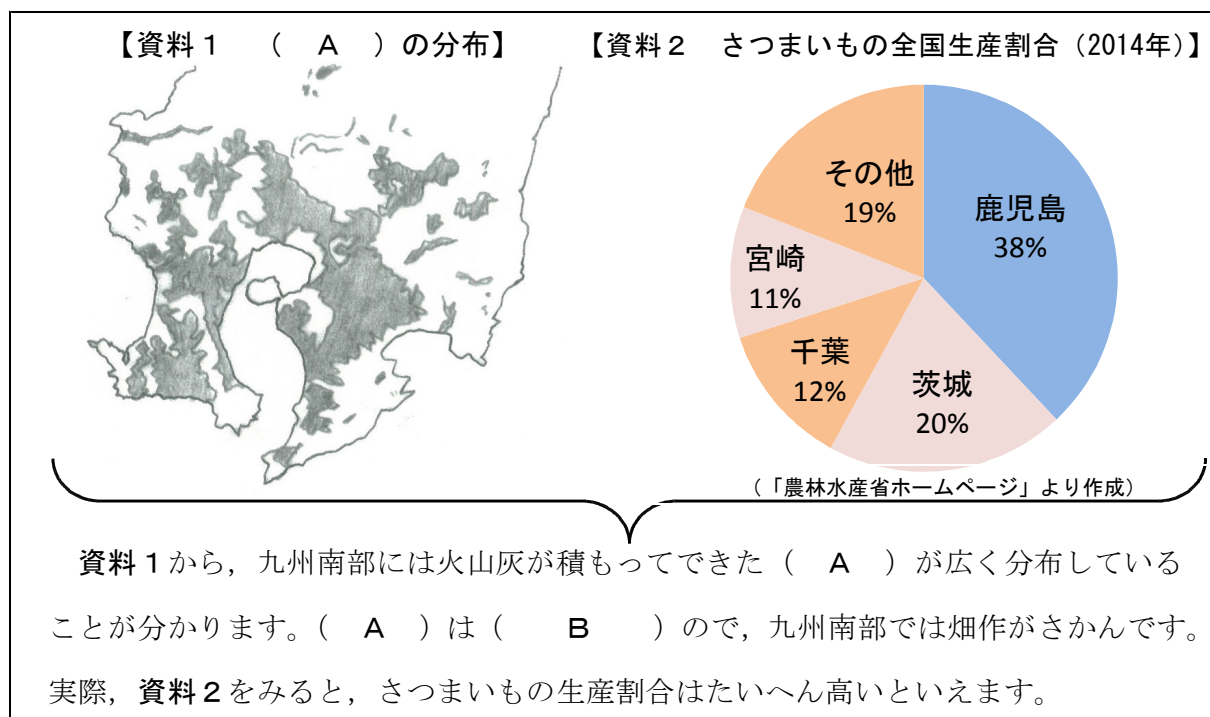 【資料１　（　Ａ　）の分布】
【資料２　さつまいもの全国生産割合（2014年）】
鹿児島
38%
茨城
20%
千葉
12%
宮崎
11%
その他
19%
（「農林水産省ホームページ」より作成）
資料１から，九州南部には火山灰が積もってできた（　Ａ　）が広く分布している
ことが分かります。（　Ａ　）は（　　Ｂ　　）ので，九州南部では畑作がさかんです。
実際，資料２をみると，さつまいもの生産割合はたいへん高いといえます。